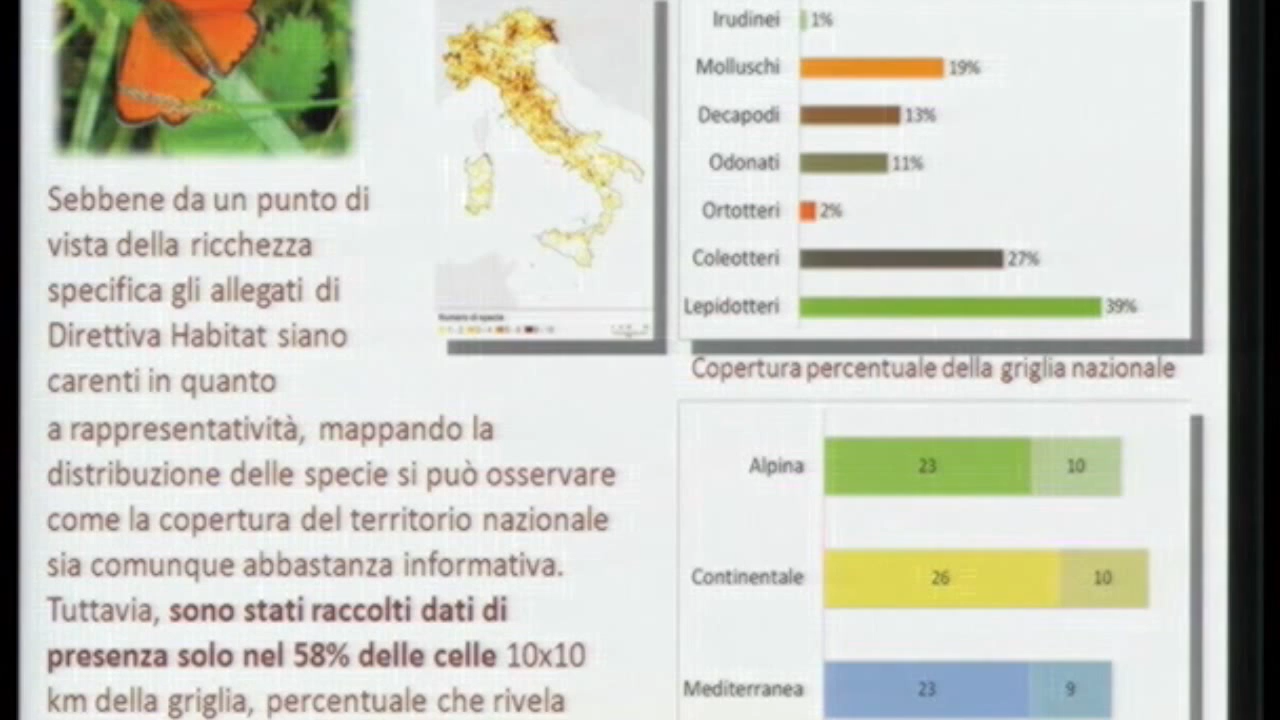 Sebbene da un punto di
vista della ricchezza
specifica gli allegati di
Direttiva Habitat siano
carenti in quanto
a rappresentatività, mappando la
distribuzione delle specie si può osservare
come la copertura del territorio nazionale
sia comunque abbastanza informativa.
Tuttavia, sono stati raccolti dati di
presenza solo nel 58% delle celle 10x10
km della griglia, percentuale che rivela
Numero di specie
Irudinei 1%
Molluschi 19%
Decapodi 13%
Odonati 11%
Ortotteri 2%
Coleotteri 27%
Lepidotteri 39%
Copertura percentuale della griglia nazionale
Alpina 23 10
Continentale 26 10
Mediterranea 23 9